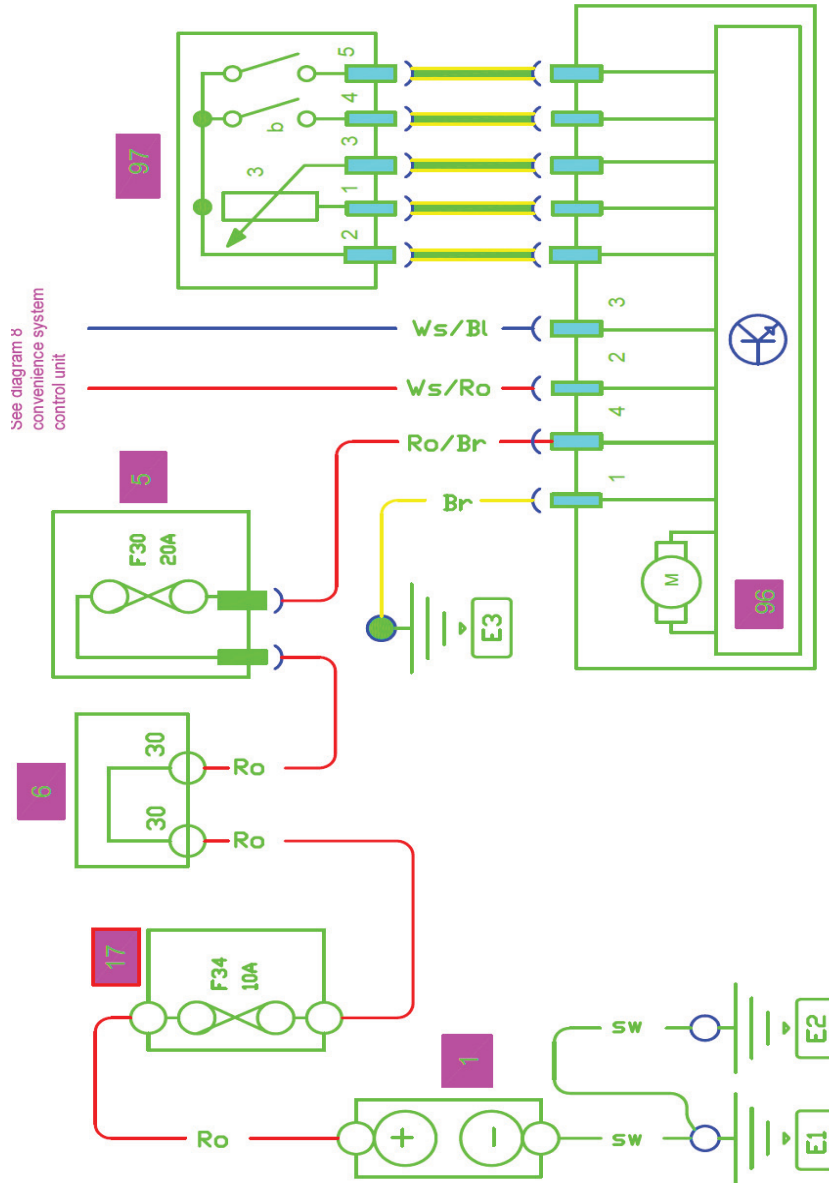 See diagram 8
convenience system
control unit
97
3
b
2
1
3
4
5
Ws/Bl
3
Ws/Ro
2
Ro/Br
4
Br
1
5
F30
20A
E3
M
96
6
30
30
Ro
Ro
17
F34
10A
1
Ro
+
-
sw
sw
E1
E2